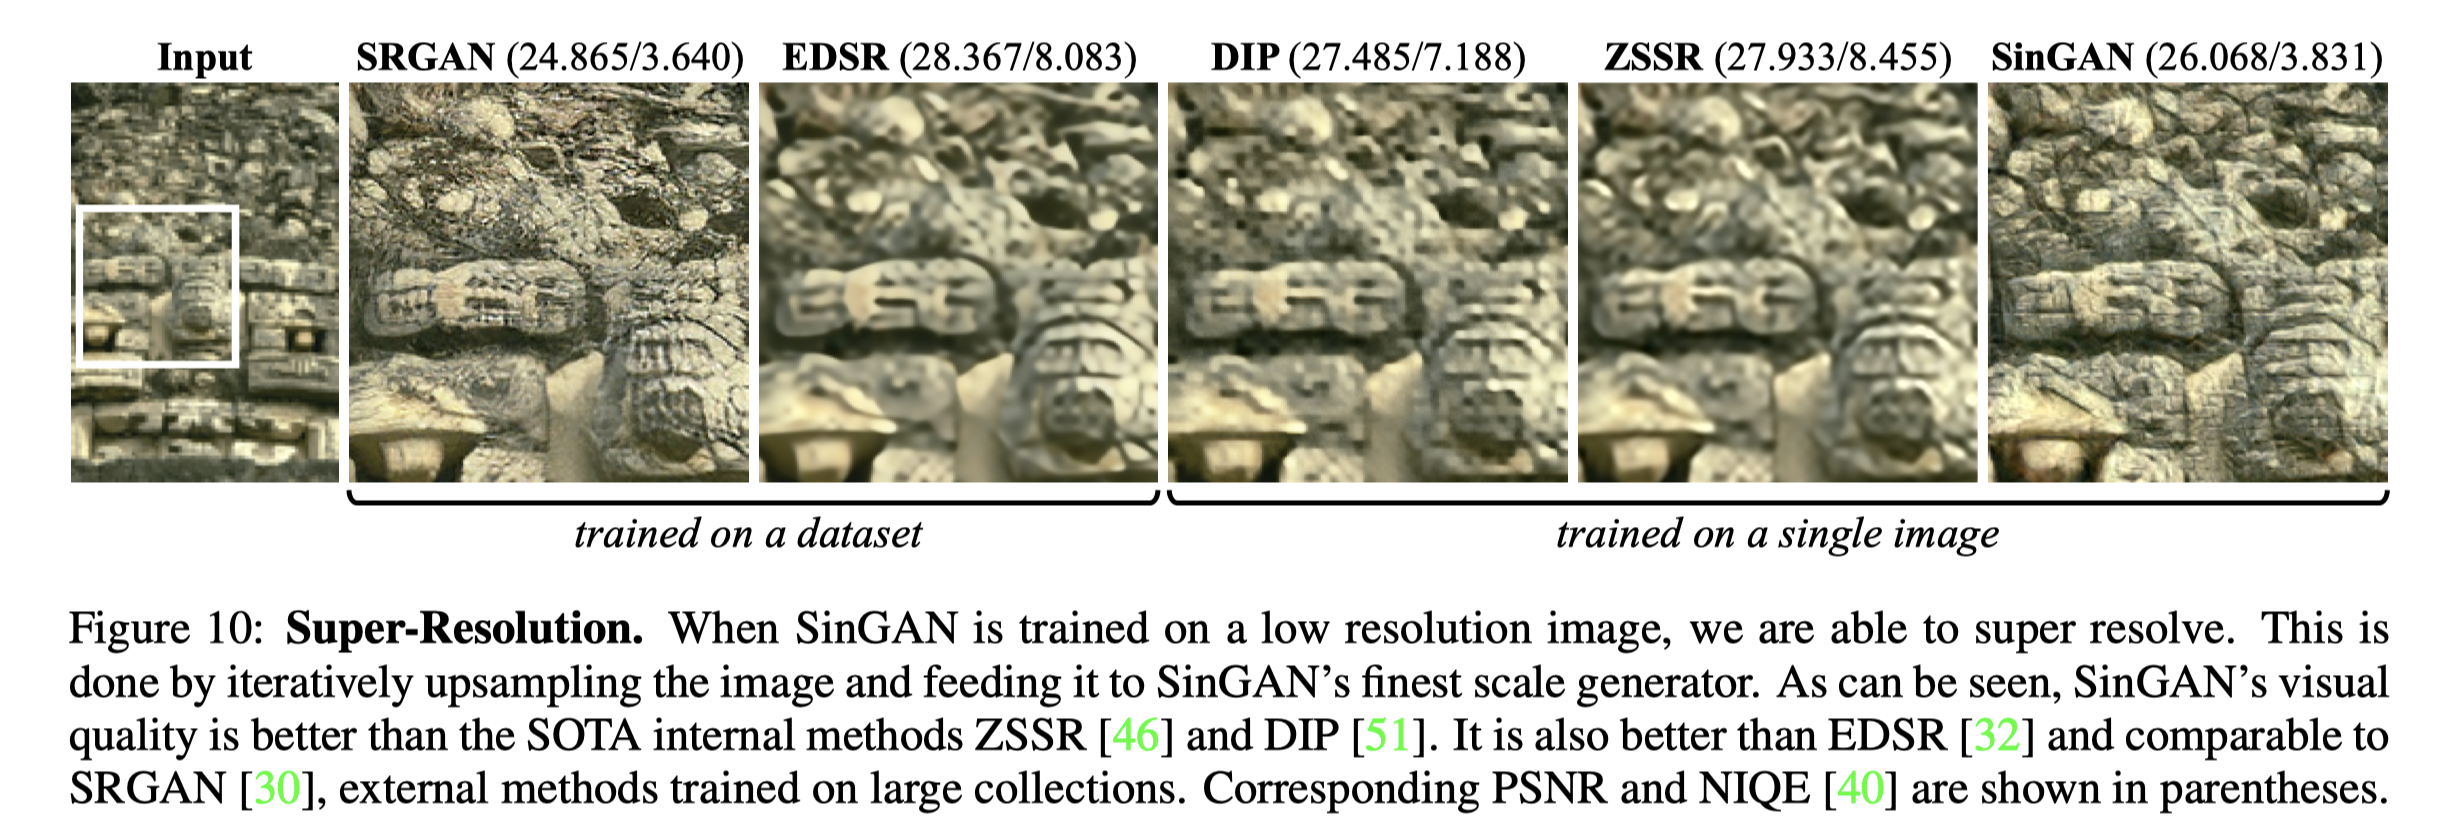 Input SRGAN (24.865/3.640) EDSR (28.367/8.083) DIP (27.485/7.188) ZSSR (27.933/8.455) SinGAN (26.068/3.831)
trained on a dataset trained on a single image
Figure 10: Super-Resolution. When SinGAN is trained on a low resolution image, we are able to super resolve. This is
done by iteratively upsampling the image and feeding it to SinGAN’s finest scale generator. As can be seen, SinGAN’s visual
quality is better than the SOTA internal methods ZSSR [46] and DIP [51]. It is also better than EDSR [32] and comparable to
SRGAN [30], external methods trained on large collections. Corresponding PSNR and NIQE [40] are shown in parentheses.